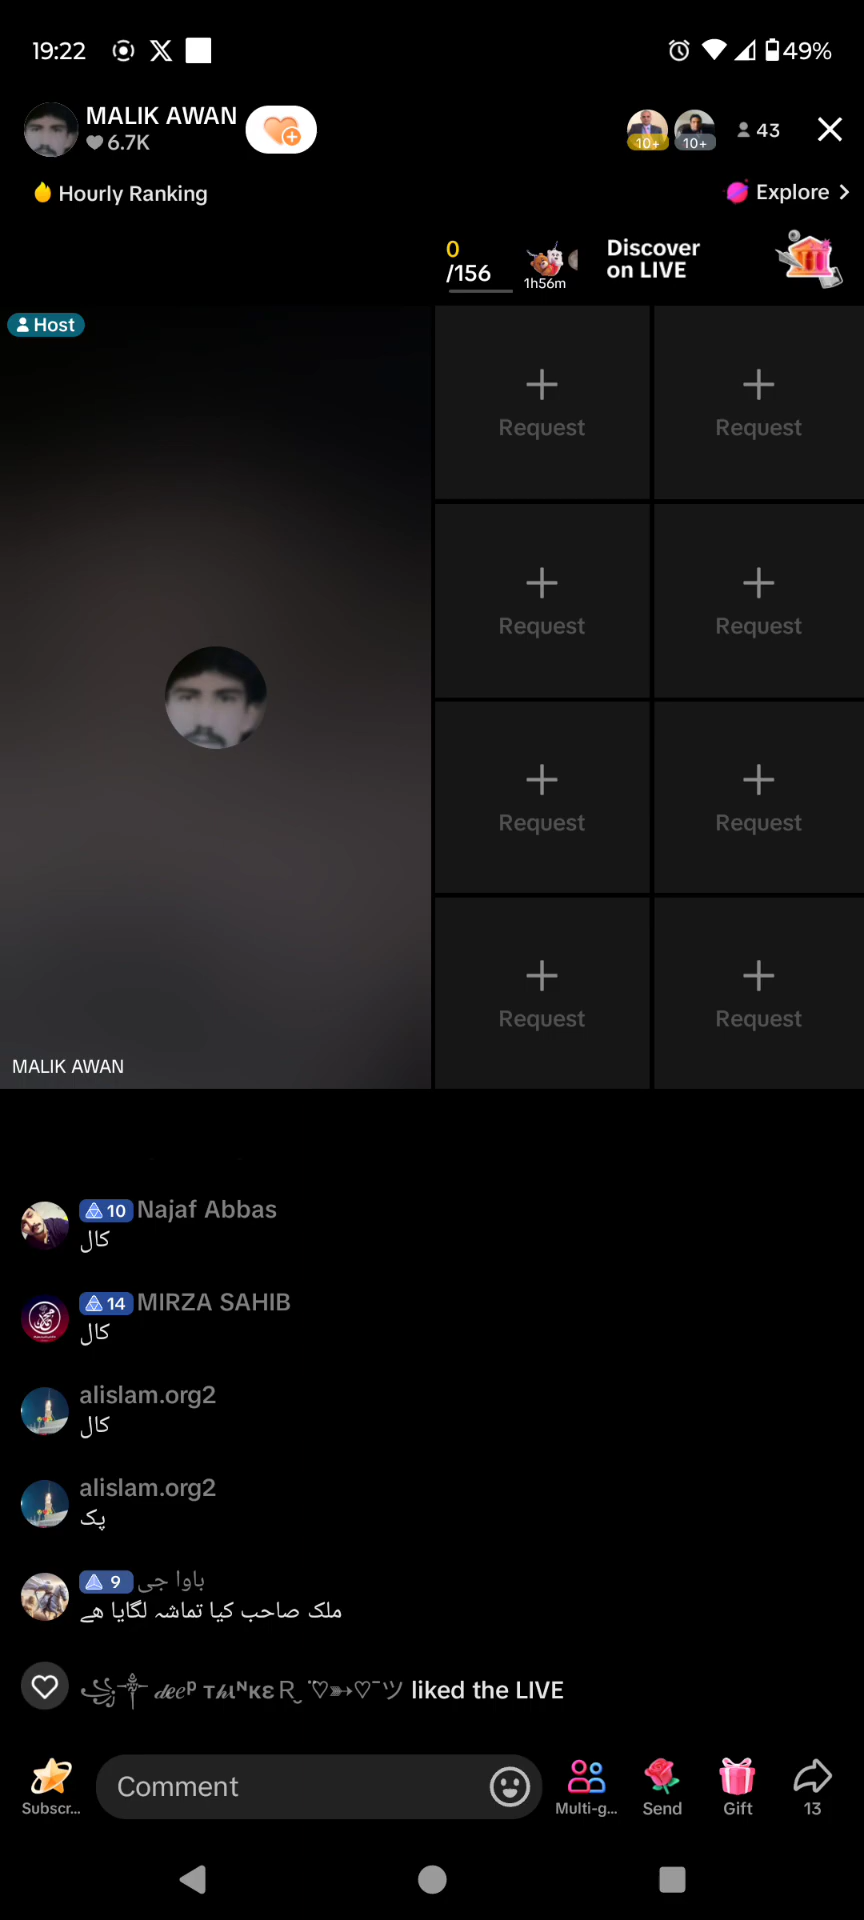 19:22
49%
MALIK AWAN
6.7K
10+
10+
43
Hourly Ranking
Explore
0
/156
1h56m
Discover
on LIVE
Host
Request
Request
Request
Request
Request
Request
Request
Request
MALIK AWAN
10 Najaf Abbas
کال
14 MIRZA SAHIB
کال
alislam.org2
کال
alislam.org2
پک
9 باوا جی
ملک صاحب کیا تماشہ لگایا ھے
liked the LIVE
Subscr...
Comment
Multi-g...
Send
Gift
13